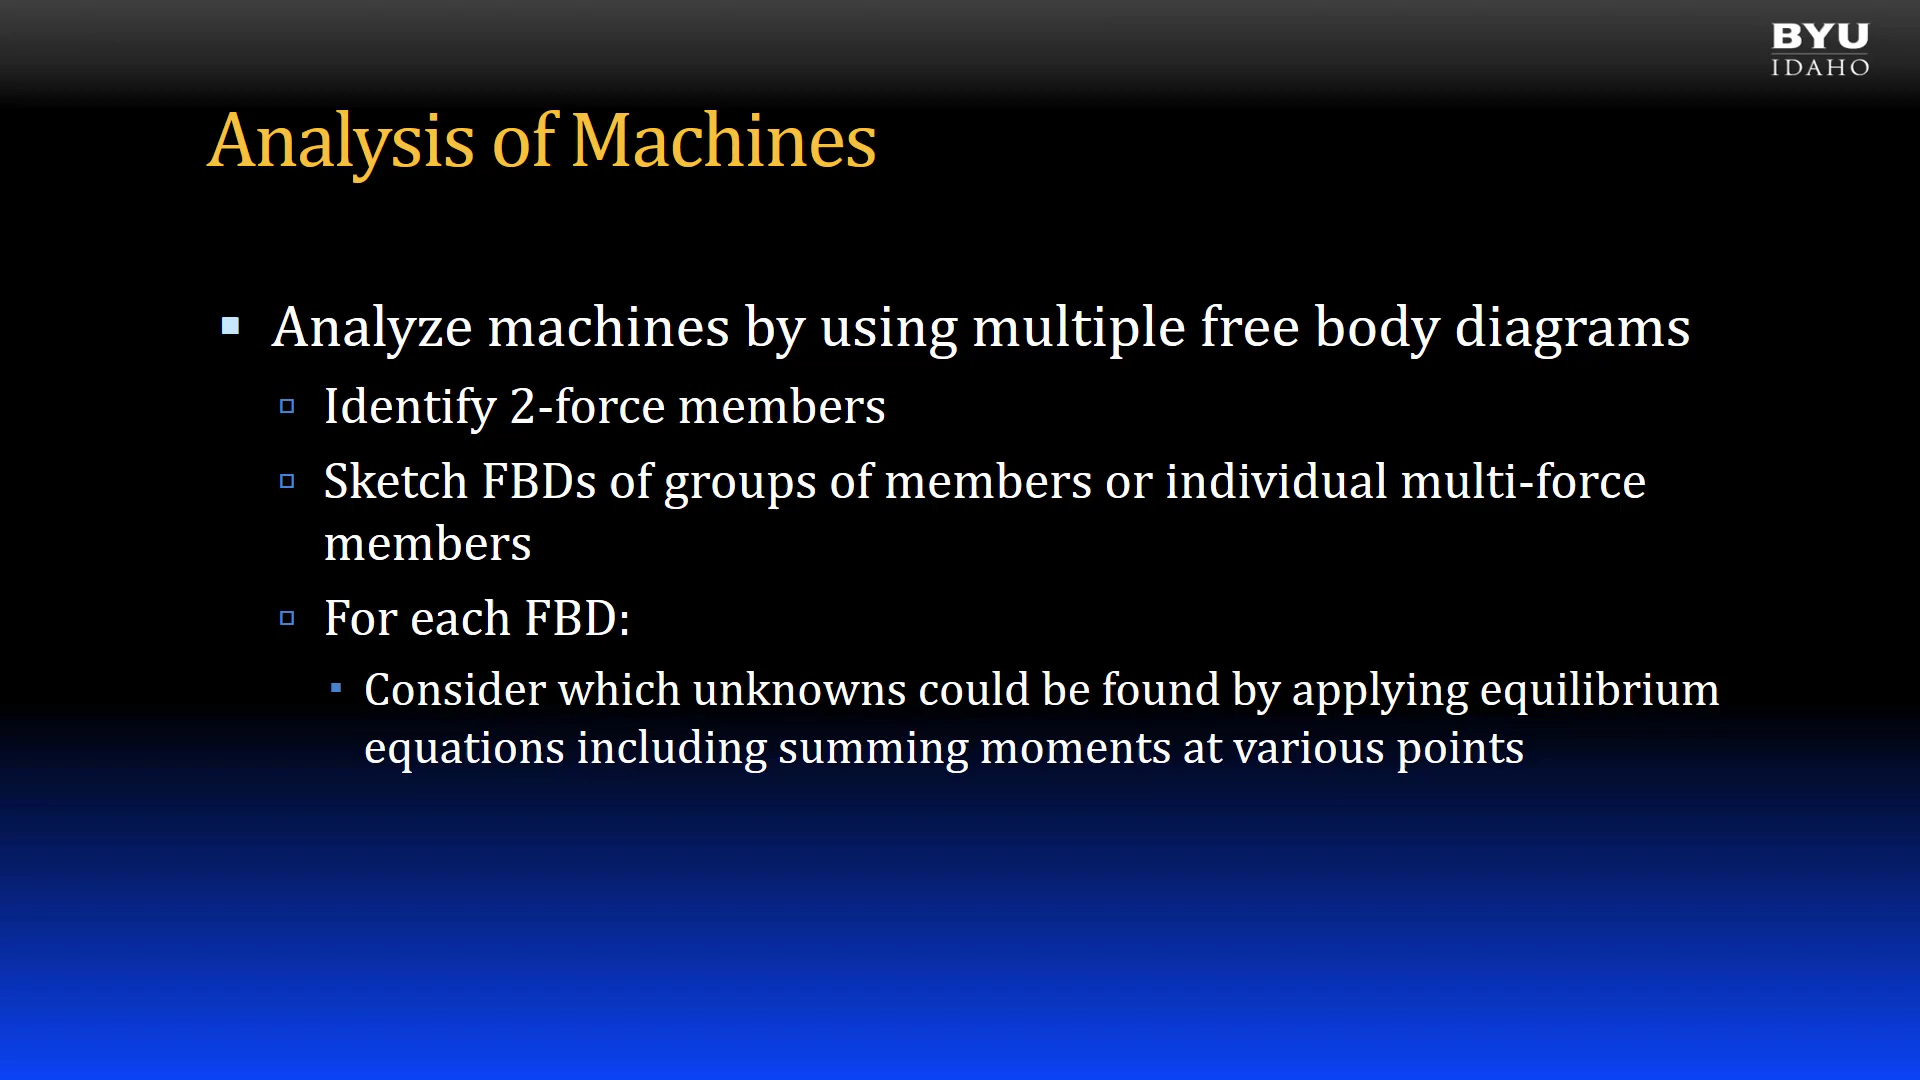 BYU
IDAHO
Analysis of Machines
Analyze machines by using multiple free body diagrams
Identify 2-force members
Sketch FBDs of groups of members or individual multi-force
members
For each FBD:
Consider which unknowns could be found by applying equilibrium
equations including summing moments at various points